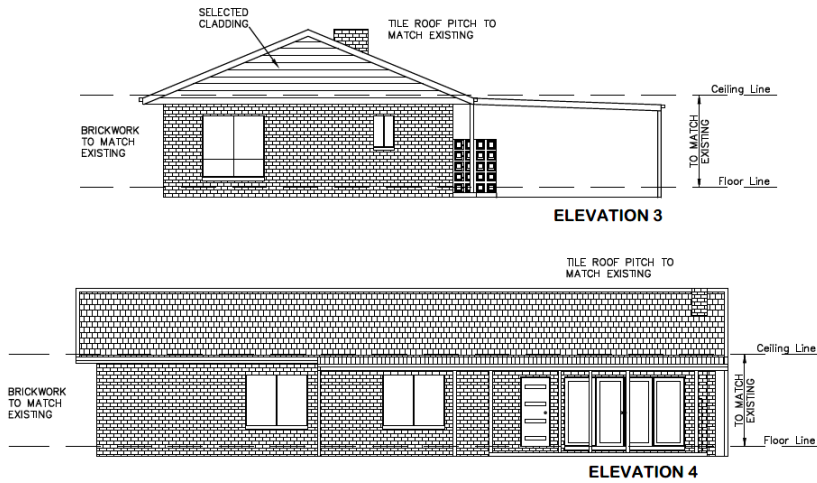 SELECTED
CLADDING
TILE ROOF PITCH TO
MATCH EXISTING
Ceiling Line
BRICKWORK
TO MATCH
EXISTING
TO MATCH
EXISTING
Floor Line
ELEVATION 3
TILE ROOF PITCH TO
MATCH EXISTING
Ceiling Line
BRICKWORK
TO MATCH
EXISTING
TO MATCH
EXISTING
Floor Line
ELEVATION 4